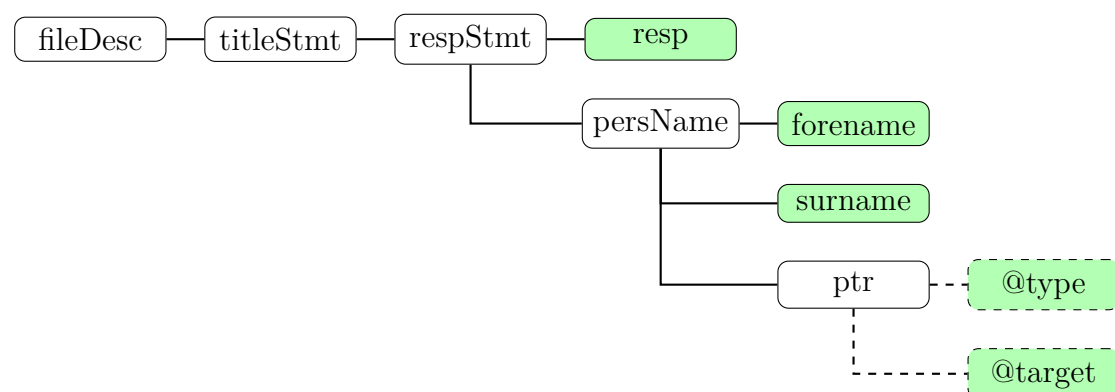 fileDesc titleStmt respStmt resp
persName forename
surname
ptr @type
@target